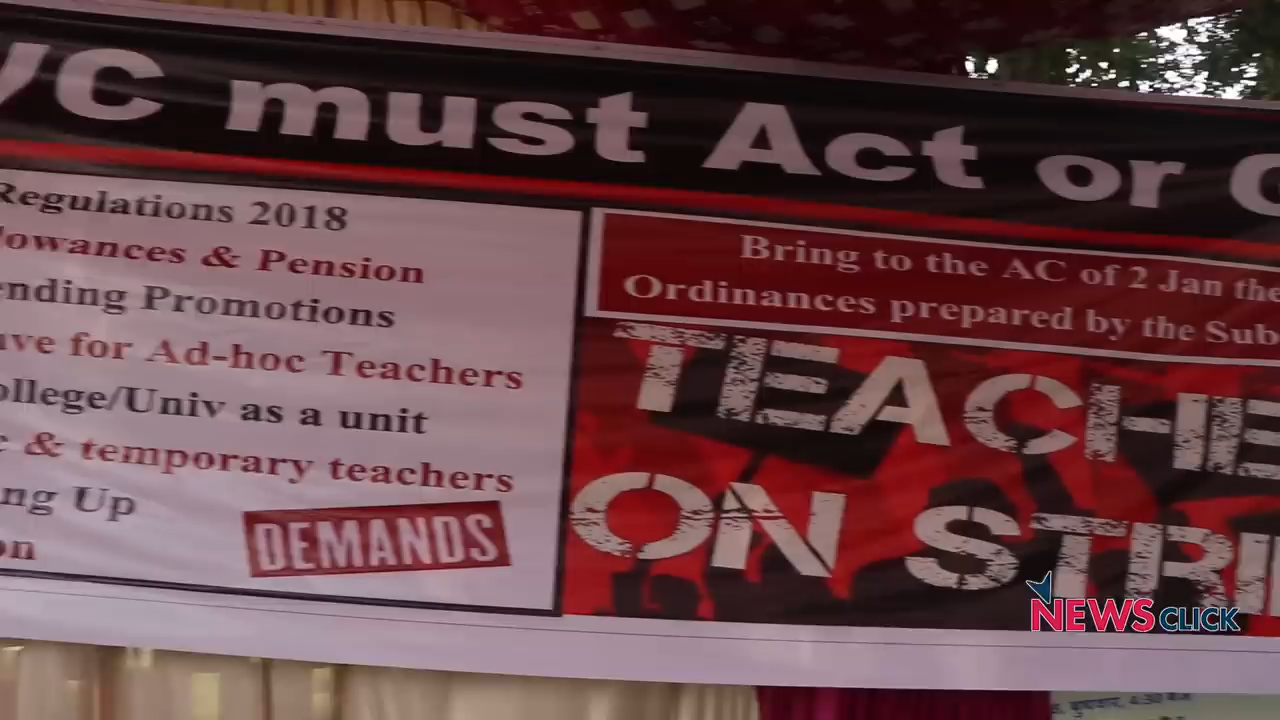 VC must Act or
Regulations 2018
lowances & Pension
ending Promotions
ave for Ad-hoc Teachers
ollege/Univ as a unit
& temporary teachers
ng Up
on
DEMANDS
Bring to the AC of 2 Jan the
Ordinances prepared by the Sub
TEACHE
ON STRI
NEWSCLICK